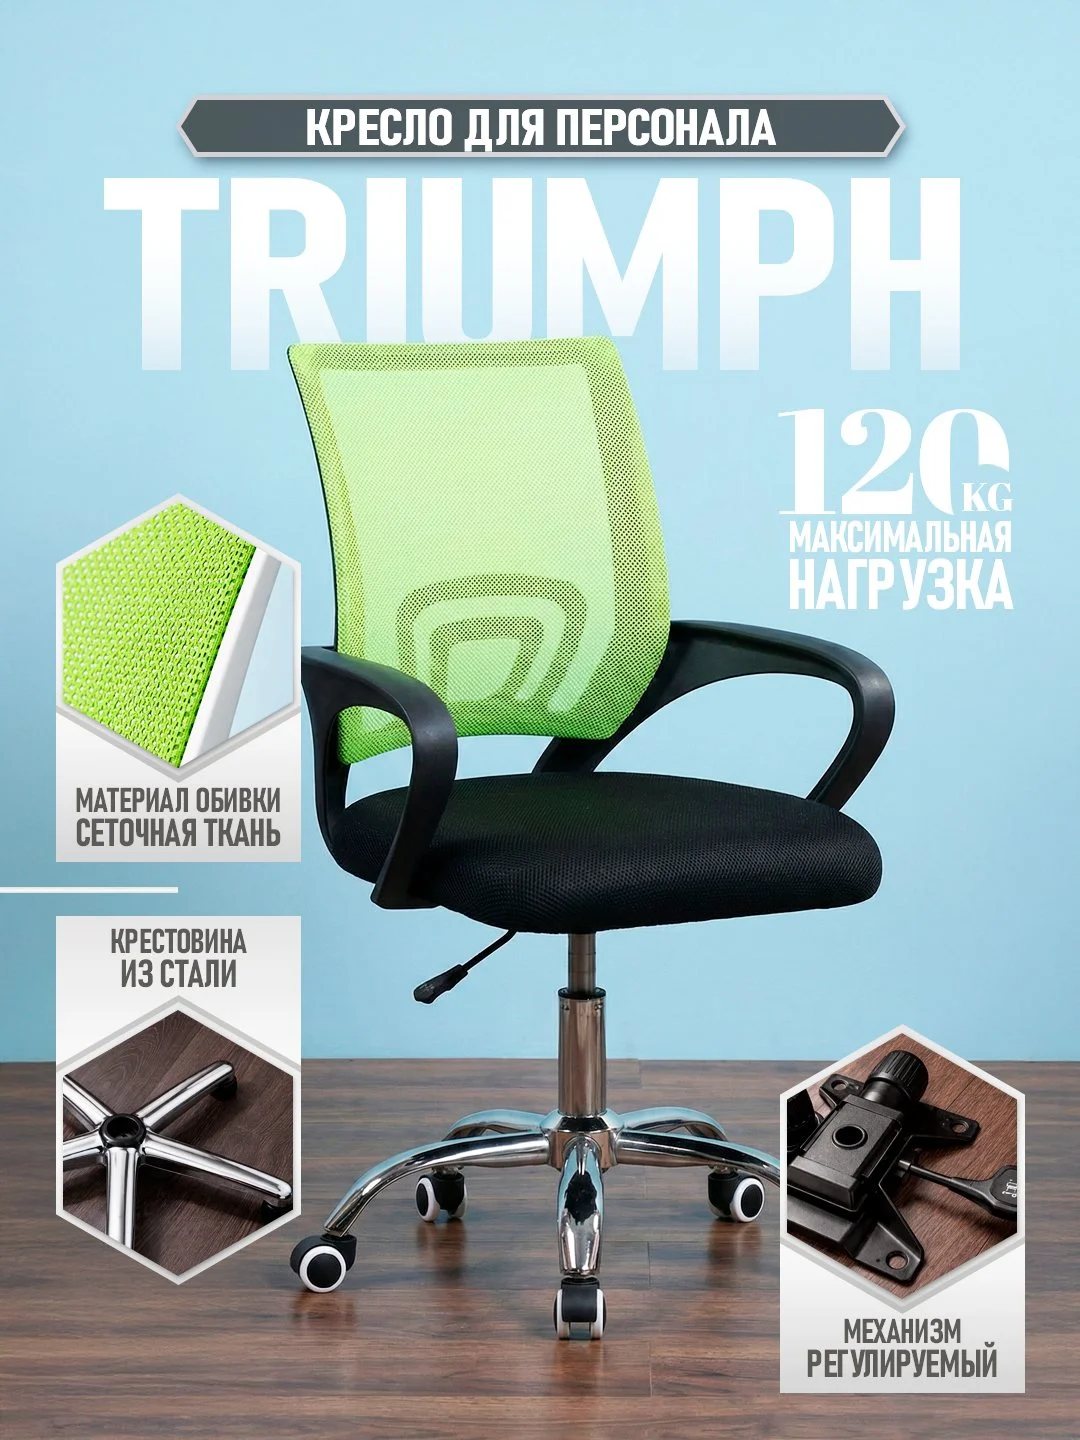 КРЕСЛО ДЛЯ ПЕРСОНАЛА
TRIUMPH
120 KG
МАКСИМАЛЬНАЯ
НАГРУЗКА
МАТЕРИАЛ ОБИВКИ
СЕТОЧНАЯ ТКАНЬ
КРЕСТОВИНА
ИЗ СТАЛИ
МЕХАНИЗМ
РЕГУЛИРУЕМЫЙ